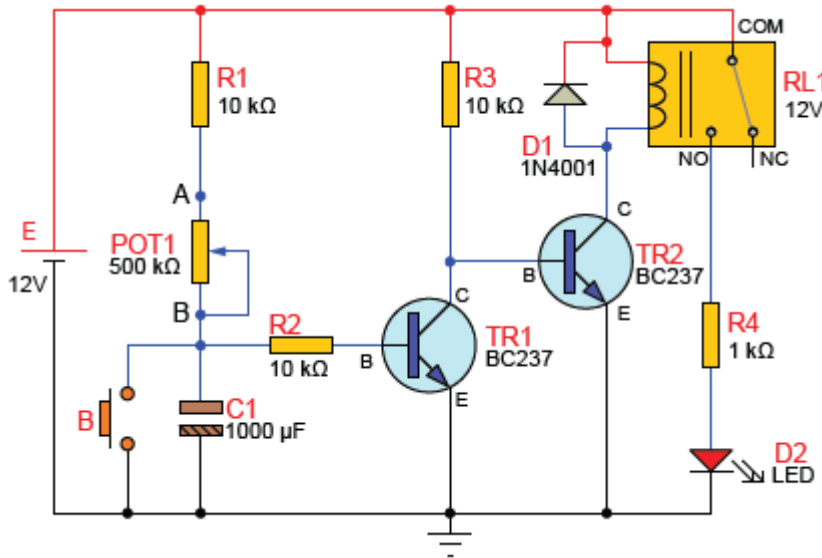 COM
R1
10 kΩ
R3
10 kΩ
RL1
12V
D1
1N4001
NO
NC
A
E
12V
POT1
500 kΩ
B
C
B
TR2
BC237
E
R2
10 kΩ
C
B
TR1
BC237
E
R4
1 kΩ
B
C1
1000 µF
D2
LED